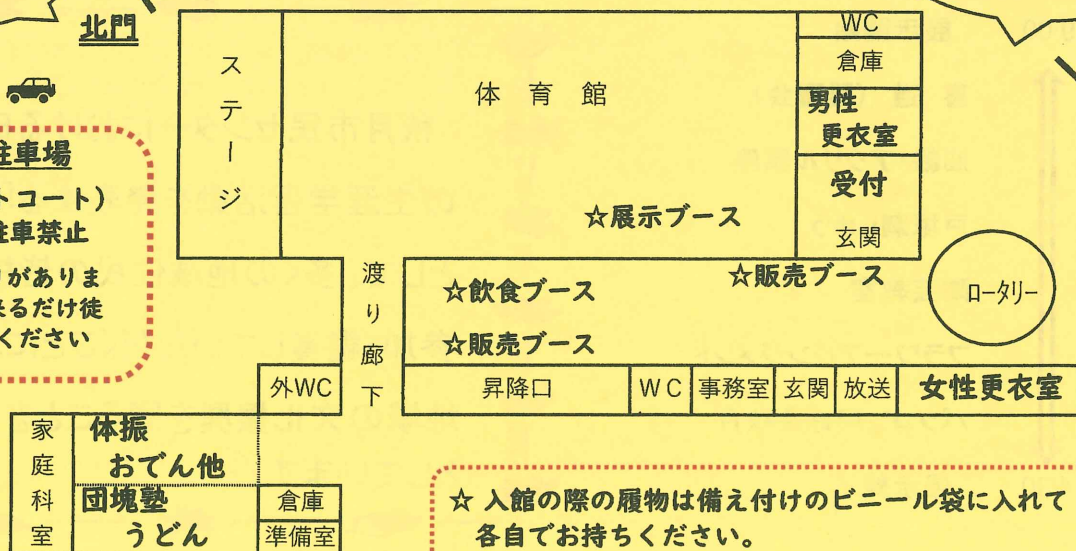 北門
ステージ
体育館
WC
倉庫
男性
更衣室
受付
玄関
☆展示ブース
駐車場
トコート)
駐車禁止
がありま
るだけ徒
ください
渡り廊下
☆飲食ブース
☆販売ブース
☆販売ブース
ロータリー
外WC
昇降口
WC
事務室
玄関
放送
女性更衣室
家庭科室
体振
おでん他
団塊塾
うどん
倉庫
準備室
☆ 入館の際の履物は備え付けのビニール袋に入れて
各自でお持ちください。